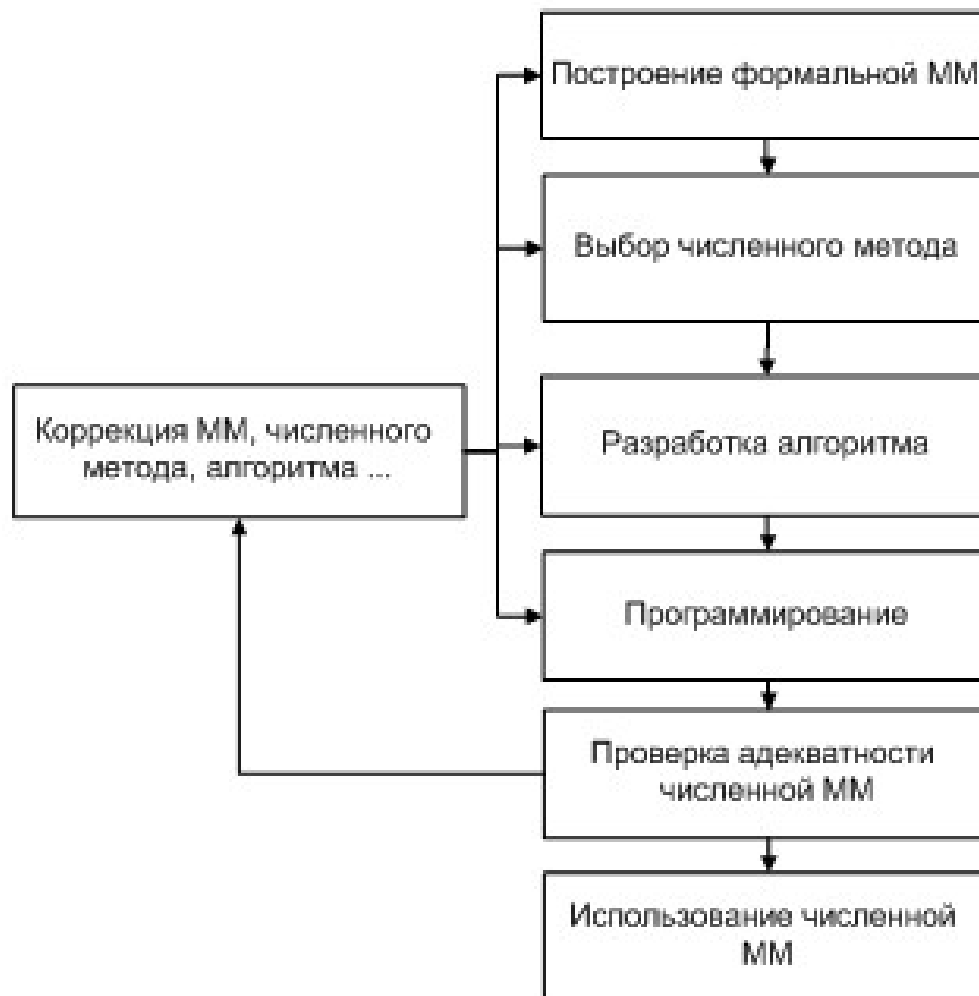 Построение формальной ММ
Выбор численного метода
Коррекция ММ, численного
метода, алгоритма ...
Разработка алгоритма
Программирование
Проверка адекватности
численной ММ
Использование численной
ММ